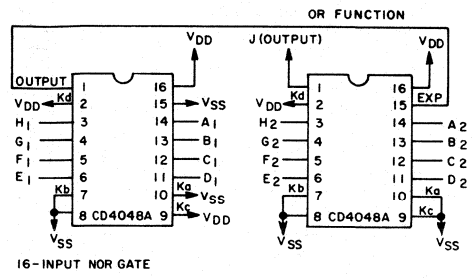 OR FUNCTION
VDD J (OUTPUT) VDD
OUTPUT 1 16 1 16 EXP
VDD Kd 2 15 VSS VDD Kd 2 15
H1 3 14 A1 H2 3 14 A2
G1 4 13 B1 G2 4 13 B2
F1 5 12 C1 F2 5 12 C2
E1 6 11 D1 E2 6 11 D2
Kb 7 10 Ka VSS Kb 7 10 Ka
8 CD4048A 9 Kc VDD 8 CD4048A 9 Kc
VSS VSS VSS
16-INPUT NOR GATE